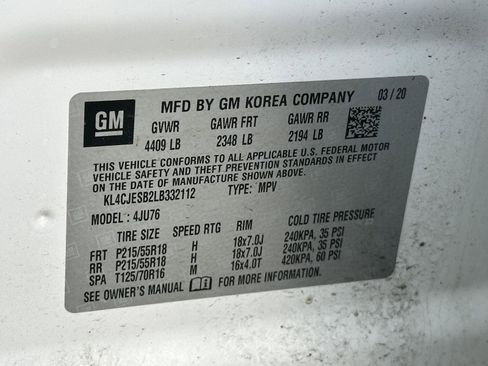 GM
MFD BY GM KOREA COMPANY 03/20
GVWR GAWR FRT GAWR RR
4409 LB 2348 LB 2194 LB
THIS VEHICLE CONFORMS TO ALL APPLICABLE U.S. FEDERAL MOTOR
VEHICLE SAFETY AND THEFT PREVENTION STANDARDS IN EFFECT
ON THE DATE OF MANUFACTURE SHOWN ABOVE.
KL4CJESB2LB332112 TYPE: MPV
MODEL : 4JU76
TIRE SIZE SPEED RTG RIM COLD TIRE PRESSURE
FRT P215/55R18 H 18x7.0J 240KPA, 35 PSI
RR P215/55R18 H 18x7.0J 240KPA, 35 PSI
SPA T125/70R16 M 16x4.0T 420KPA, 60 PSI
SEE OWNER'S MANUAL FOR MORE INFORMATION.